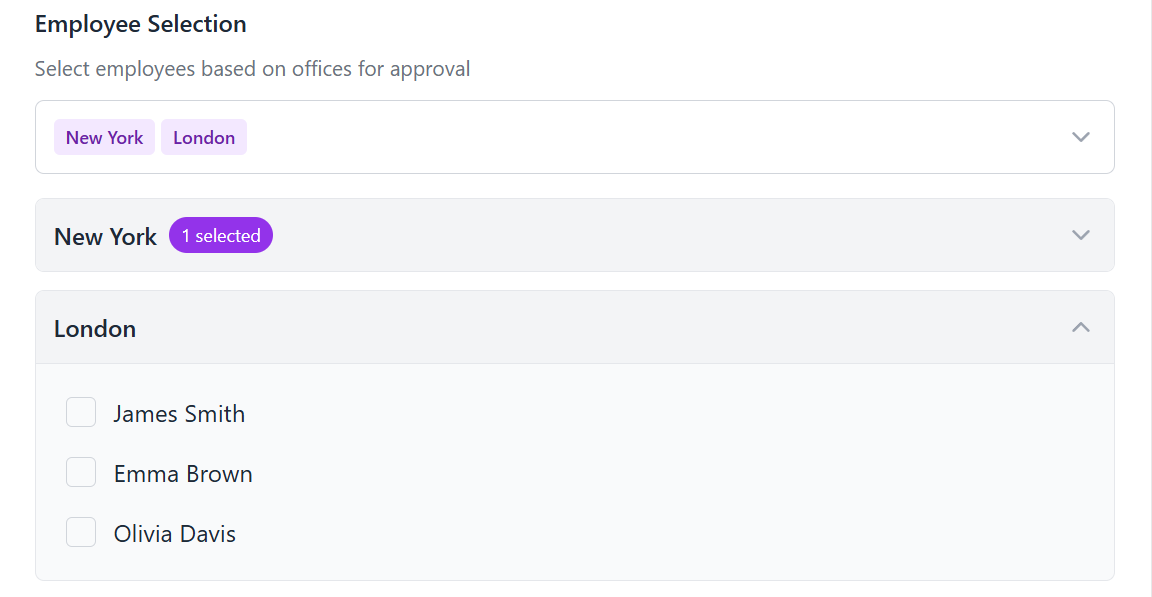 Employee Selection
Select employees based on offices for approval
New York London
New York 1 selected
London
James Smith
Emma Brown
Olivia Davis